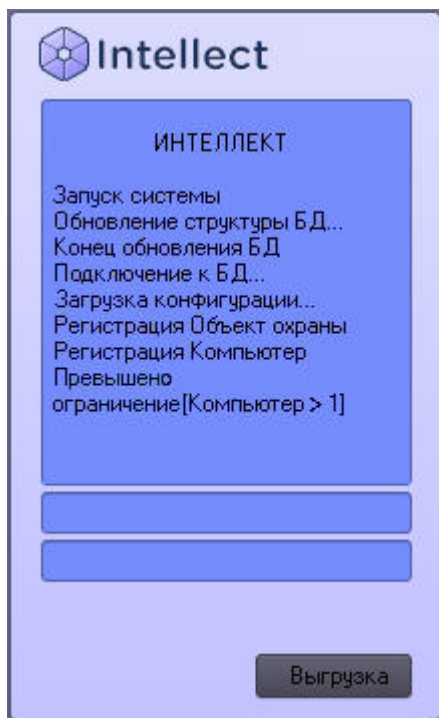 Intellect
ИНТЕЛЛЕКТ
Запуск системы
Обновление структуры БД...
Конец обновления БД
Подключение к БД...
Загрузка конфигурации...
Регистрация Объект охраны
Регистрация Компьютер
Превышено
ограничение[Компьютер > 1]
Выгрузка